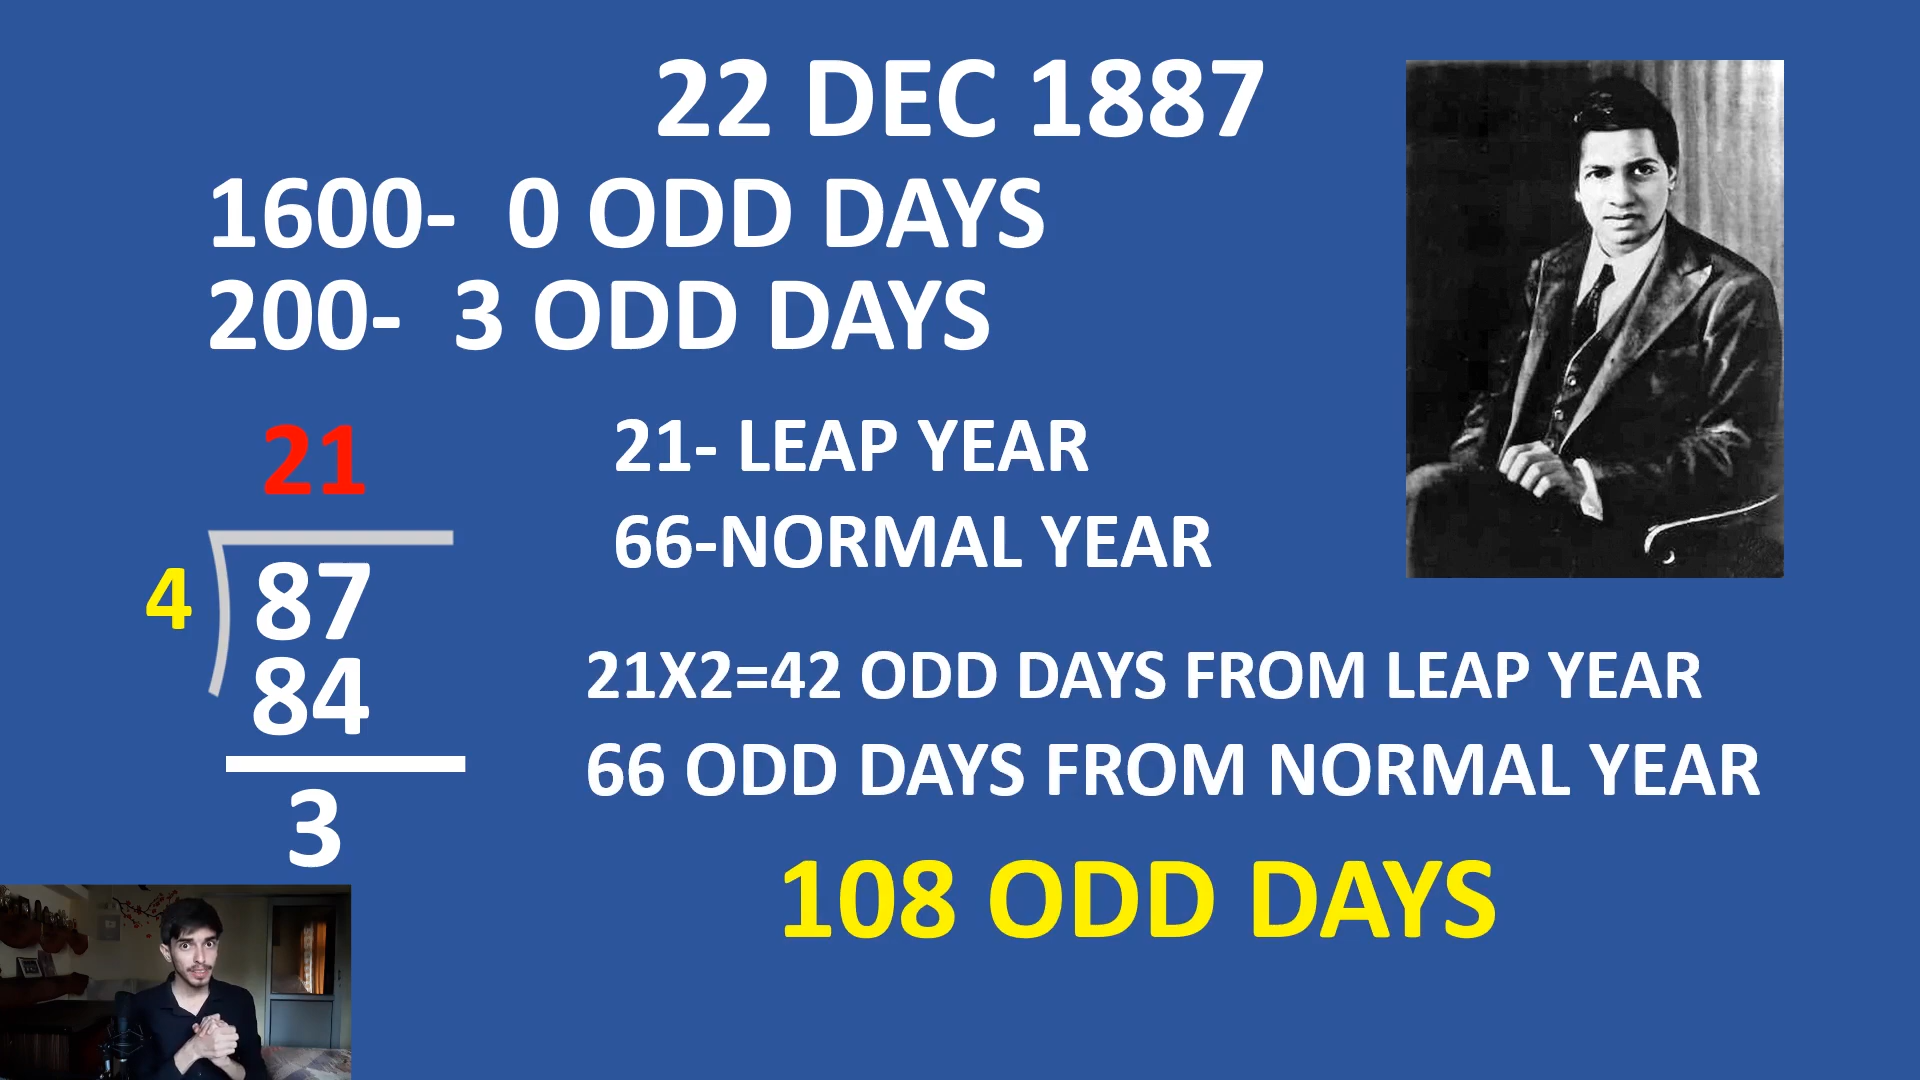 22 DEC 1887
1600- 0 ODD DAYS
200- 3 ODD DAYS
21
4
87
84
3
21- LEAP YEAR
66-NORMAL YEAR
21X2=42 ODD DAYS FROM LEAP YEAR
66 ODD DAYS FROM NORMAL YEAR
108 ODD DAYS